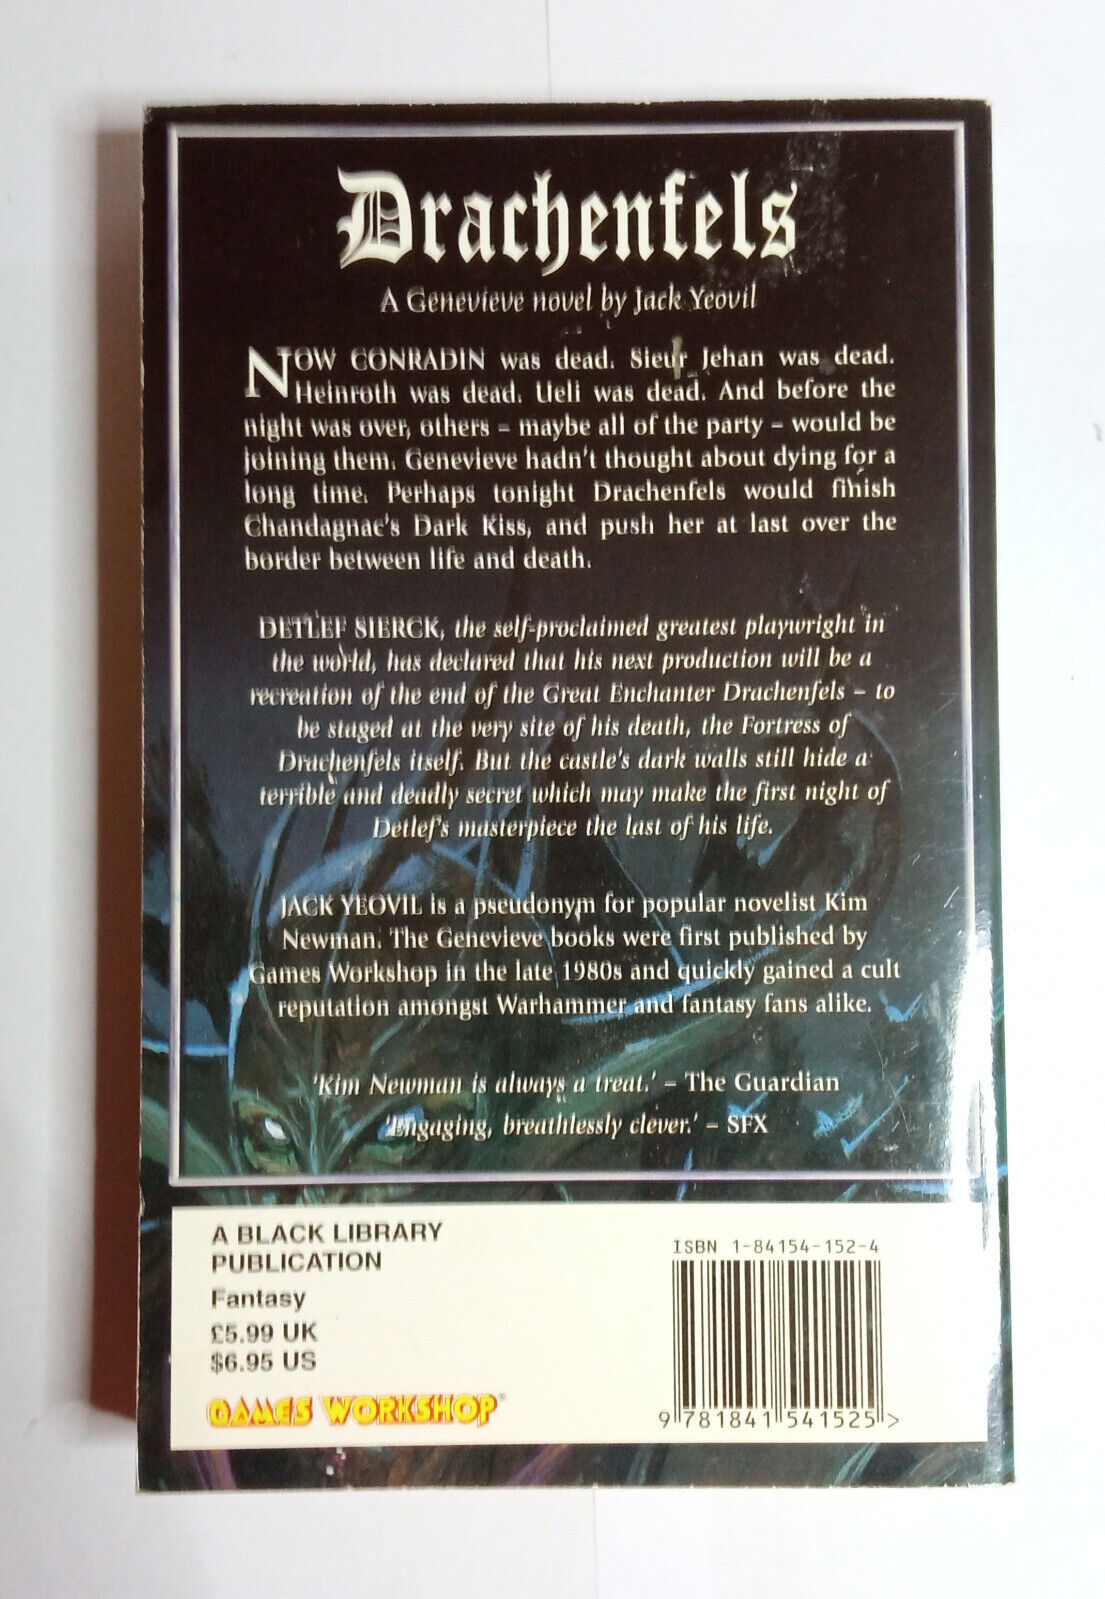 Drachenfels
A Genevieve novel by Jack Yeovil
NOW CONRADIN was dead. Sieur Jehan was dead.
Heinroth was dead. Ueli was dead. And before the
night was over, others – maybe all of the party – would be
joining them. Genevieve hadn't thought about dying for a
long time. Perhaps tonight Drachenfels would finish
Chandagnac's Dark Kiss, and push her at last over the
border between life and death.
DETLEF SIERCK, the self-proclaimed greatest playwright in
the world, has declared that his next production will be a
recreation of the end of the Great Enchanter Drachenfels – to
be staged at the very site of his death, the Fortress of
Drachenfels itself. But the castle's dark walls still hide a
terrible and deadly secret which may make the first night of
Detlef's masterpiece the last of his life.
JACK YEOVIL is a pseudonym for popular novelist Kim
Newman. The Genevieve books were first published by
Games Workshop in the late 1980s and quickly gained a cult
reputation amongst Warhammer and fantasy fans alike.
'Kim Newman is always a treat.' – The Guardian
'Engaging, breathlessly clever.' – SFX
A BLACK LIBRARY
PUBLICATION
Fantasy
£5.99 UK
$6.95 US
GAMES WORKSHOP®
ISBN 1-84154-152-4
9 781841 541525 >